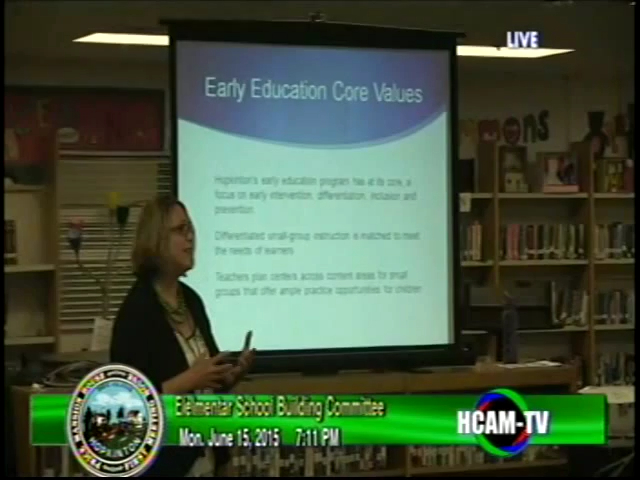 LIVE
Early Education Core Values
Hopkinton's early education program has at its core, a
focus on early intervention, differentiation, inclusion and
prevention.
Differentiated small-group instruction is matched to meet
the needs of learners
Teachers plan centers across content areas for small
groups that offer ample practice opportunities for children
Elementar School Building Committee
Mon. June 15, 2015 7:11 PM
HCAM-TV
HOPKINTON